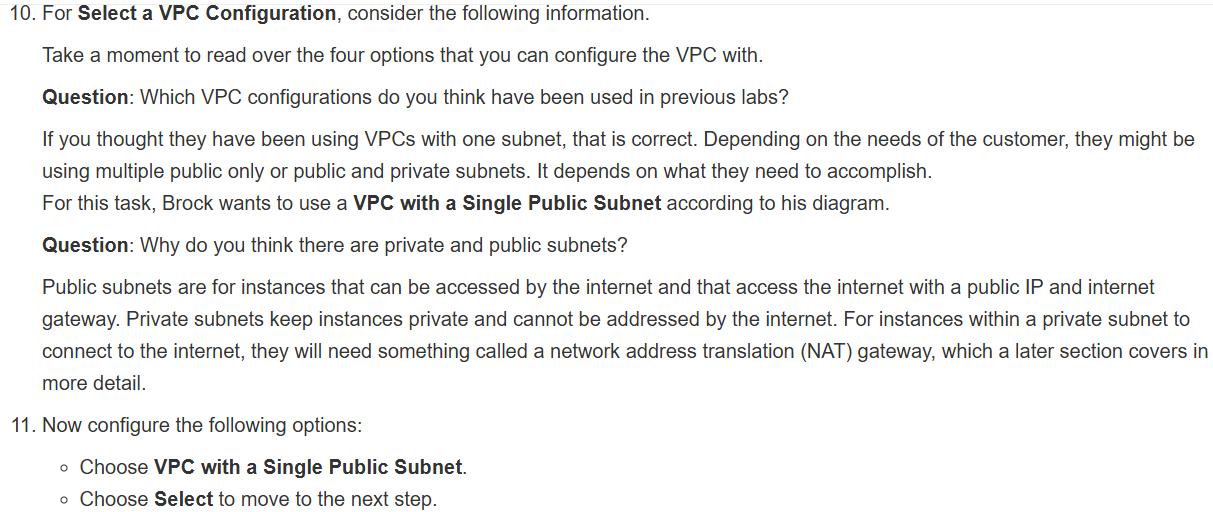 10. For Select a VPC Configuration, consider the following information.
Take a moment to read over the four options that you can configure the VPC with.
Question: Which VPC configurations do you think have been used in previous labs?
If you thought they have been using VPCs with one subnet, that is correct. Depending on the needs of the customer, they might be
using multiple public only or public and private subnets. It depends on what they need to accomplish.
For this task, Brock wants to use a VPC with a Single Public Subnet according to his diagram.
Question: Why do you think there are private and public subnets?
Public subnets are for instances that can be accessed by the internet and that access the internet with a public IP and internet
gateway. Private subnets keep instances private and cannot be addressed by the internet. For instances within a private subnet to
connect to the internet, they will need something called a network address translation (NAT) gateway, which a later section covers in
more detail.
11. Now configure the following options:
○ Choose VPC with a Single Public Subnet.
○ Choose Select to move to the next step.